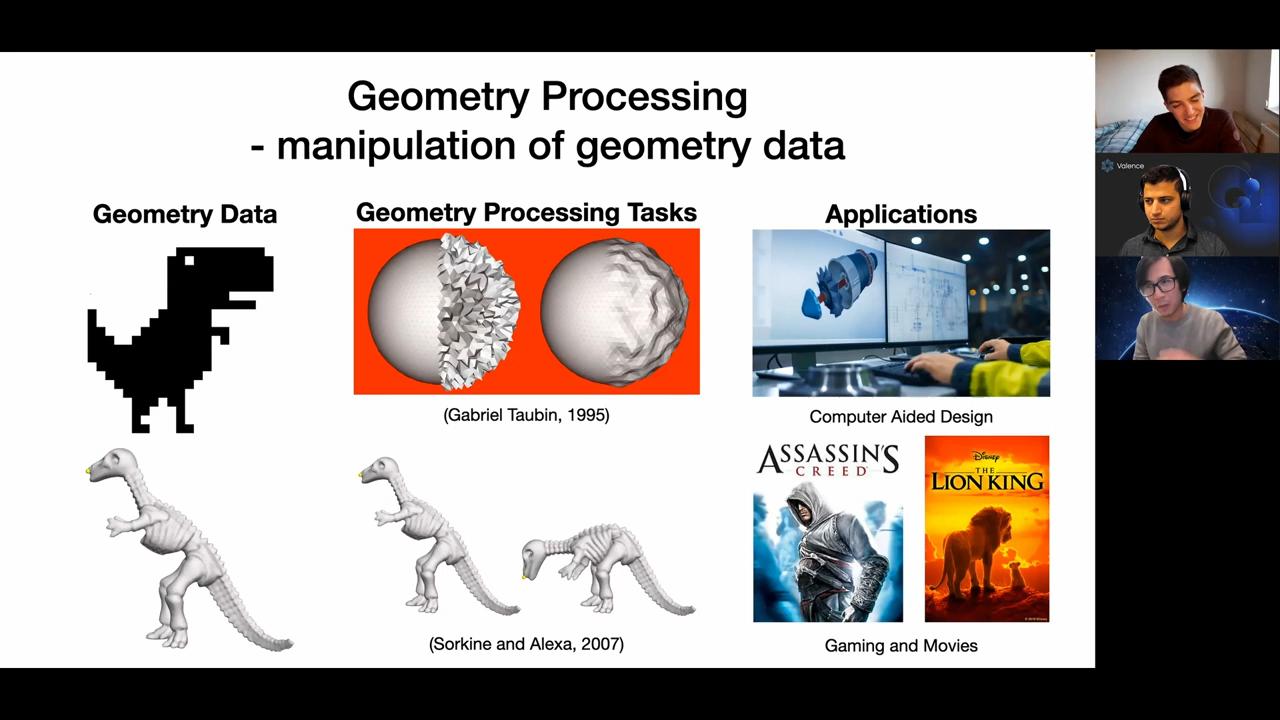 Geometry Processing
- manipulation of geometry data
Geometry Data
Geometry Processing Tasks
Applications
(Gabriel Taubin, 1995)
Computer Aided Design
ASSASSIN'S
CREED
Disney
THE
LION KING
(Sorkine and Alexa, 2007)
Gaming and Movies
Valence